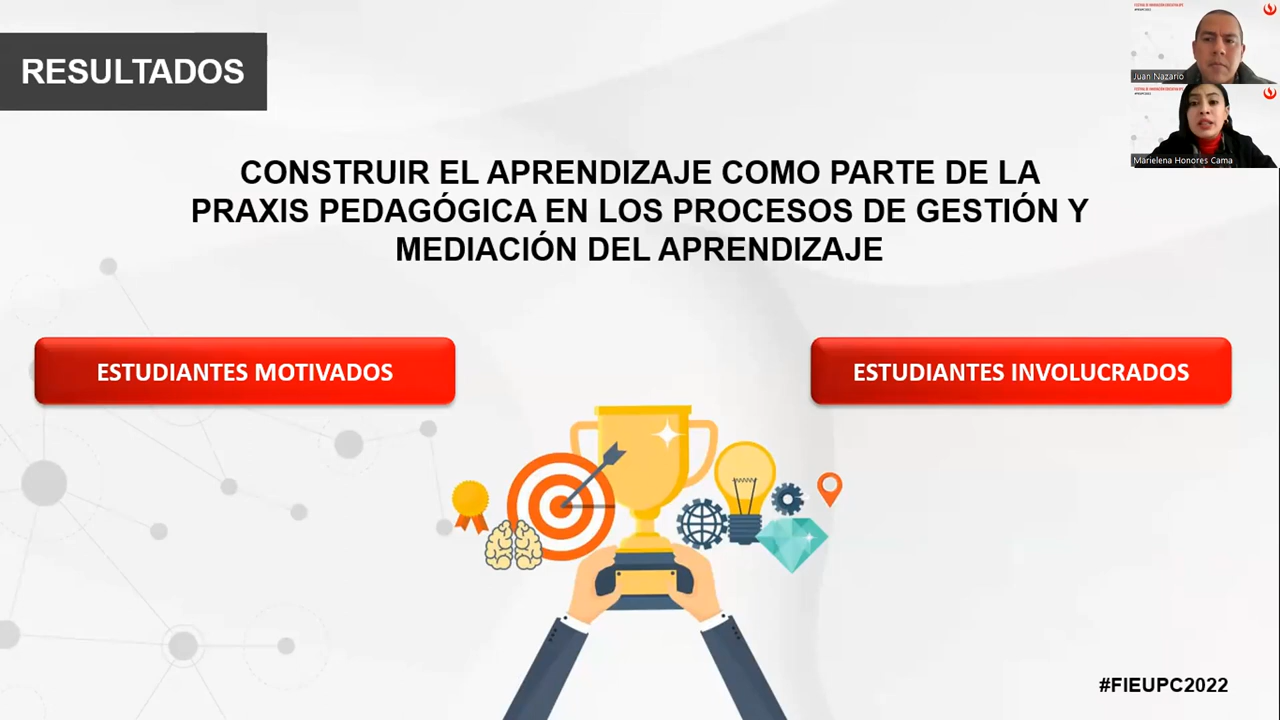 RESULTADOS
CONSTRUIR EL APRENDIZAJE COMO PARTE DE LA
PRAXIS PEDAGÓGICA EN LOS PROCESOS DE GESTIÓN Y
MEDIACIÓN DEL APRENDIZAJE
ESTUDIANTES MOTIVADOS
ESTUDIANTES INVOLUCRADOS
#FIEUPC2022
Juan Nazario
Marielena Honores Cama